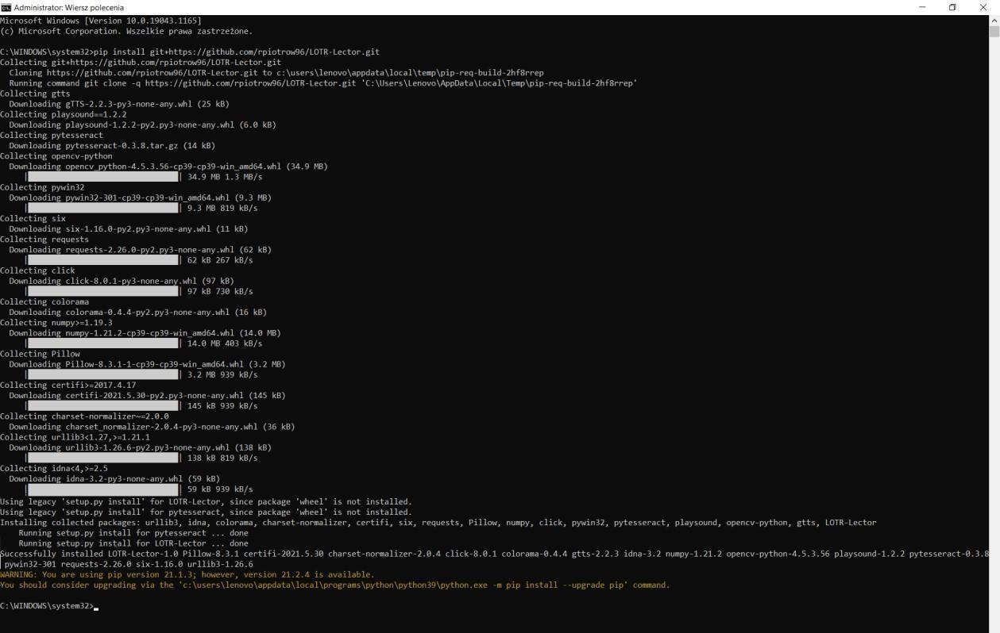 Administrator: Wiersz polecenia
Microsoft Windows [Version 10.0.19043.1165]
(c) Microsoft Corporation. Wszelkie prawa zastrzeżone.
C:\WINDOWS\system32>pip install git+https://github.com/rpiotrow96/LOTR-Lector.git
Collecting git+https://github.com/rpiotrow96/LOTR-Lector.git
Cloning https://github.com/rpiotrow96/LOTR-Lector.git to c:\users\lenovo\appdata\local\temp\pip-req-build-2hf8rrep
Running command git clone -q https://github.com/rpiotrow96/LOTR-Lector.git 'C:\Users\Lenovo\AppData\Local\Temp\pip-req-build-2hf8rrep'
Collecting gtts
Downloading gTTS-2.2.3-py3-none-any.whl (25 kB)
Collecting playsound==1.2.2
Downloading playsound-1.2.2-py2.py3-none-any.whl (6.0 kB)
Collecting pytesseract
Downloading pytesseract-0.3.8.tar.gz (14 kB)
Collecting opencv-python
Downloading opencv_python-4.5.3.56-cp39-cp39-win_amd64.whl (34.9 MB)
| | 34.9 MB 1.3 MB/s
Collecting pywin32
Downloading pywin32-301-cp39-cp39-win_amd64.whl (9.3 MB)
| | 9.3 MB 819 kB/s
Collecting six
Downloading six-1.16.0-py2.py3-none-any.whl (11 kB)
Collecting requests
Downloading requests-2.26.0-py2.py3-none-any.whl (62 kB)
| | 62 kB 267 kB/s
Collecting click
Downloading click-8.0.1-py3-none-any.whl (97 kB)
| | 97 kB 730 kB/s
Collecting colorama
Downloading colorama-0.4.4-py2.py3-none-any.whl (16 kB)
Collecting numpy>=1.19.3
Downloading numpy-1.21.2-cp39-cp39-win_amd64.whl (14.0 MB)
| | 14.0 MB 403 kB/s
Collecting Pillow
Downloading Pillow-8.3.1-1-cp39-cp39-win_amd64.whl (3.2 MB)
| | 3.2 MB 939 kB/s
Collecting certifi>=2017.4.17
Downloading certifi-2021.5.30-py2.py3-none-any.whl (145 kB)
| | 145 kB 939 kB/s
Collecting charset-normalizer~=2.0.0
Downloading charset_normalizer-2.0.4-py3-none-any.whl (36 kB)
Collecting urllib3<1.27,>=1.21.1
Downloading urllib3-1.26.6-py2.py3-none-any.whl (138 kB)
| | 138 kB 819 kB/s
Collecting idna<4,>=2.5
Downloading idna-3.2-py3-none-any.whl (59 kB)
| | 59 kB 939 kB/s
Using legacy 'setup.py install' for LOTR-Lector, since package 'wheel' is not installed.
Using legacy 'setup.py install' for pytesseract, since package 'wheel' is not installed.
Installing collected packages: urllib3, idna, colorama, charset-normalizer, certifi, six, requests, Pillow, numpy, click, pywin32, pytesseract, playsound, opencv-python, gtts, LOTR-Lector
Running setup.py install for pytesseract ... done
Running setup.py install for LOTR-Lector ... done
Successfully installed LOTR-Lector-1.0 Pillow-8.3.1 certifi-2021.5.30 charset-normalizer-2.0.4 click-8.0.1 colorama-0.4.4 gtts-2.2.3 idna-3.2 numpy-1.21.2 opencv-python-4.5.3.56 playsound-1.2.2 pytesseract-0.3.8
pywin32-301 requests-2.26.0 six-1.16.0 urllib3-1.26.6
WARNING: You are using pip version 21.1.3; however, version 21.2.4 is available.
You should consider upgrading via the 'c:\users\lenovo\appdata\local\programs\python\python39\python.exe -m pip install --upgrade pip' command.
C:\WINDOWS\system32>